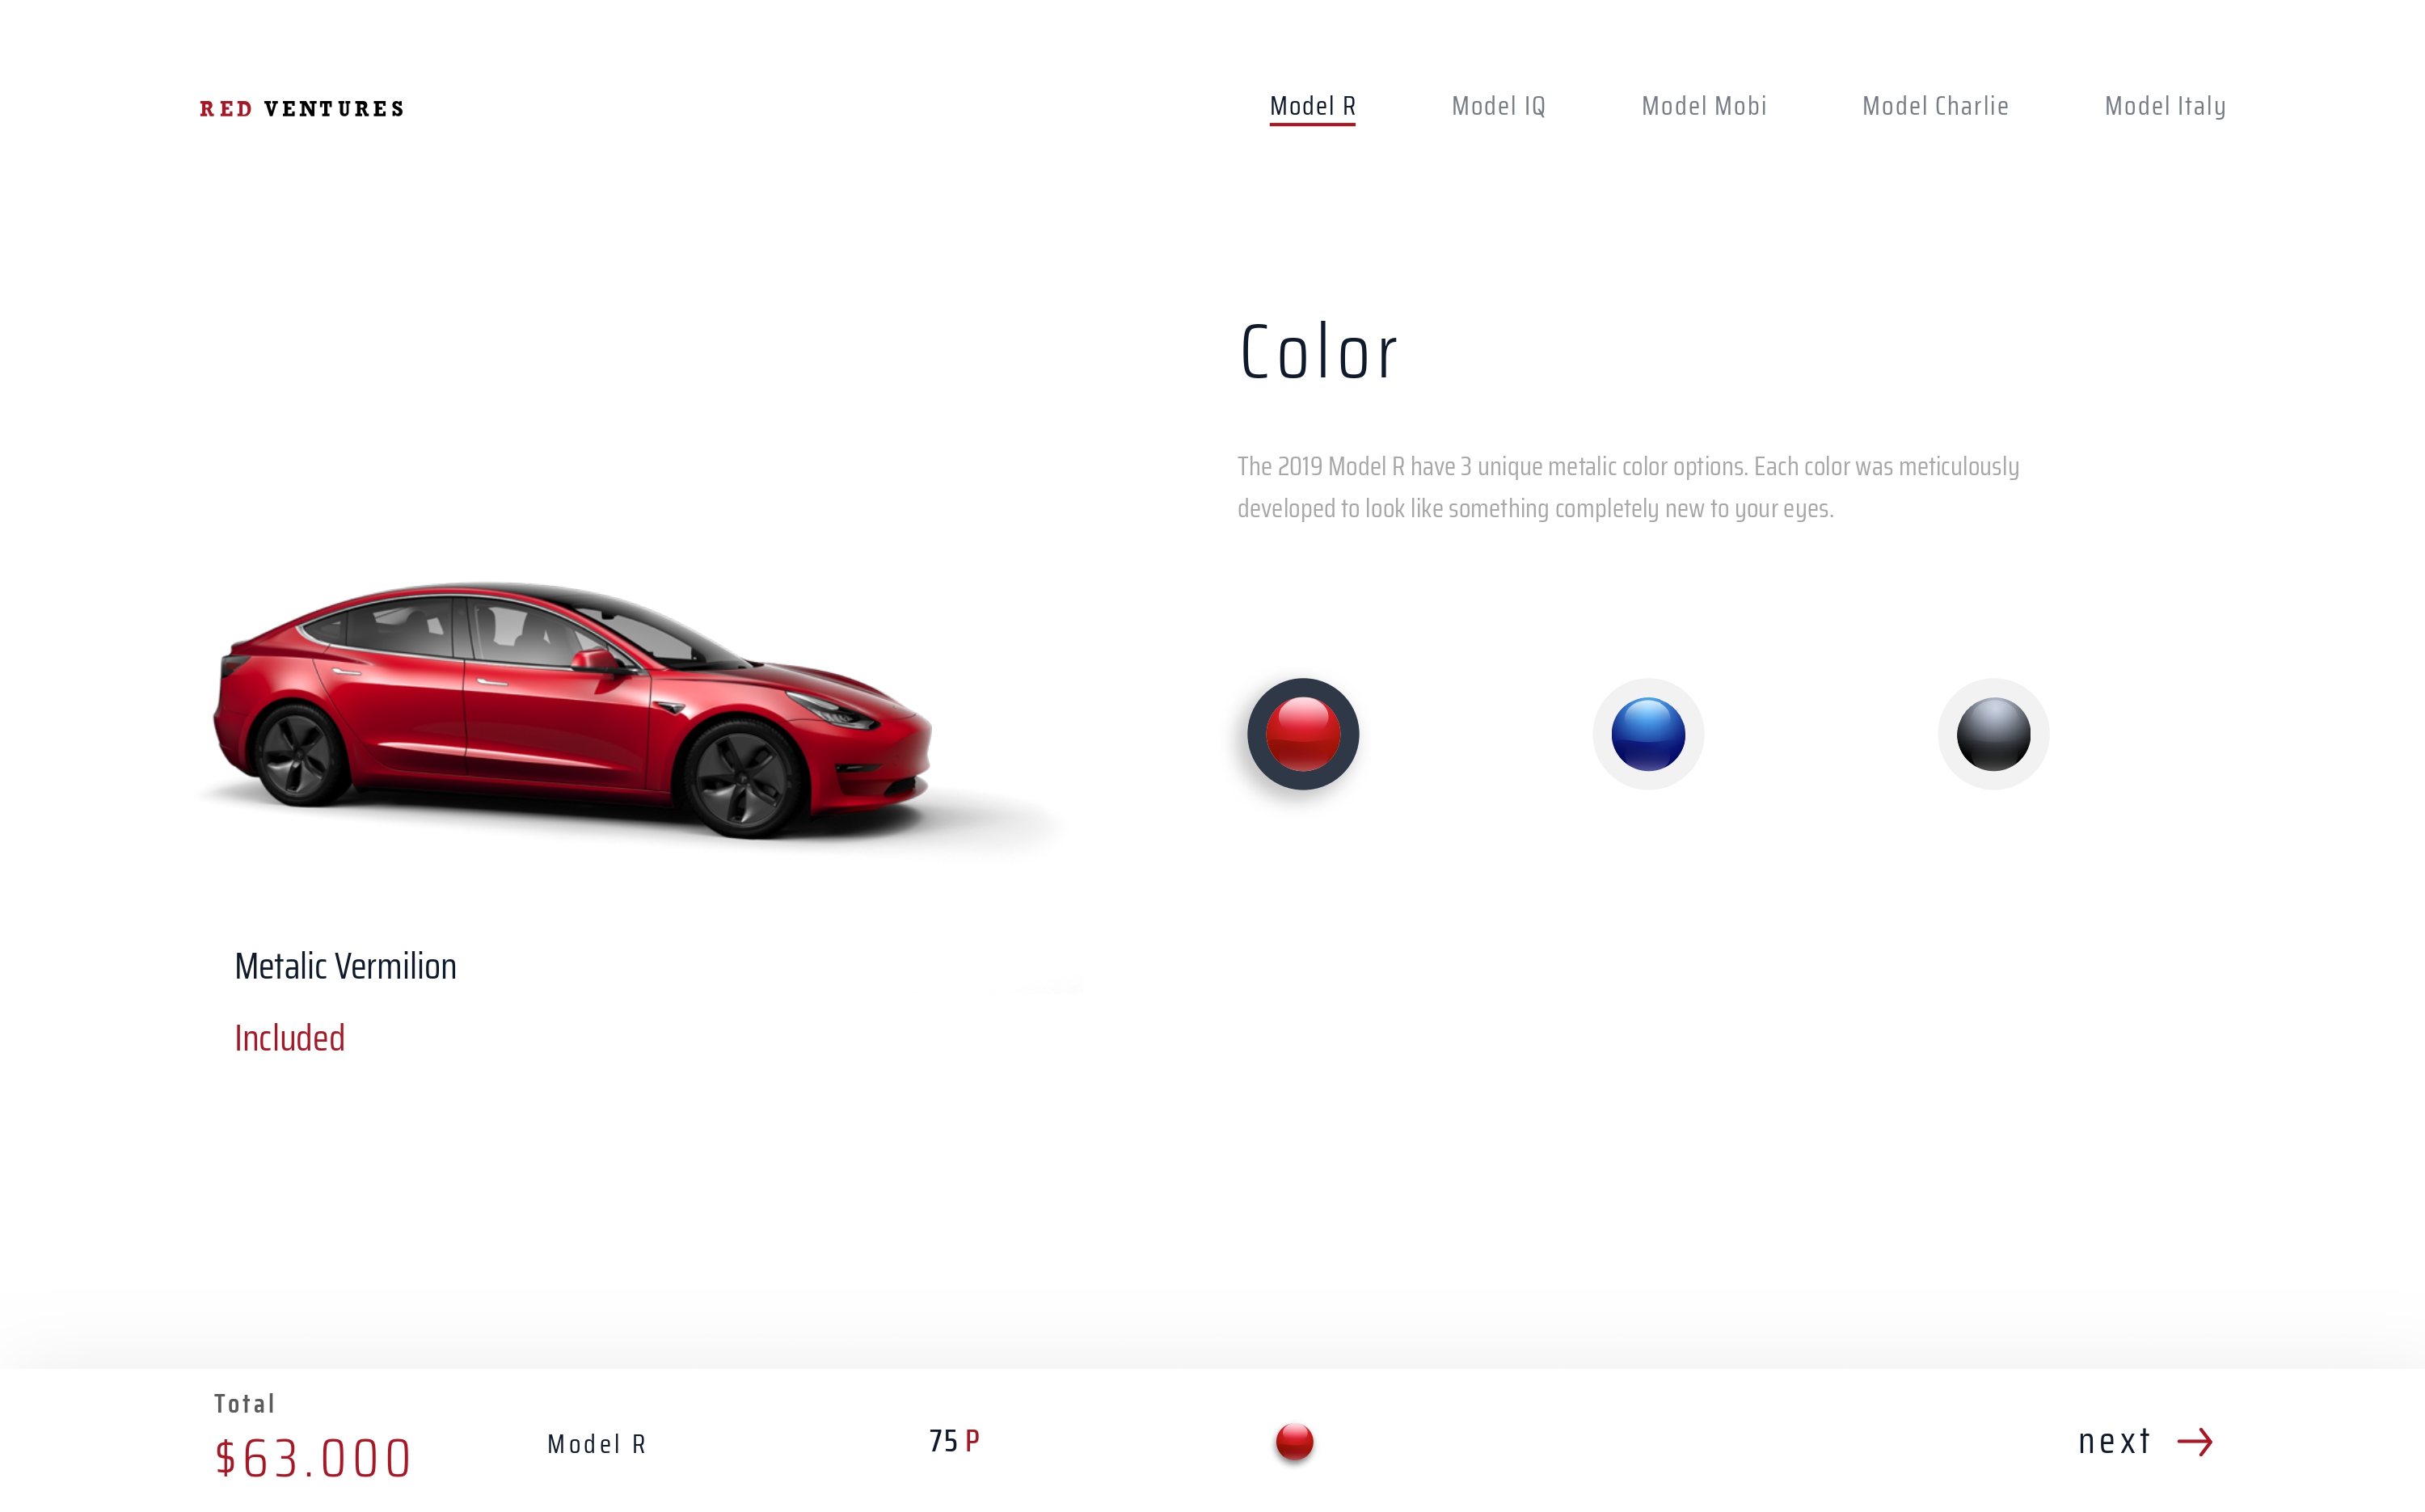 RED VENTURES
Model R
Model IQ
Model Mobi
Model Charlie
Model Italy
Color
The 2019 Model R have 3 unique metalic color options. Each color was meticulously
developed to look like something completely new to your eyes.
Metalic Vermilion
Included
Total
$63.000
Model R
75 P
next